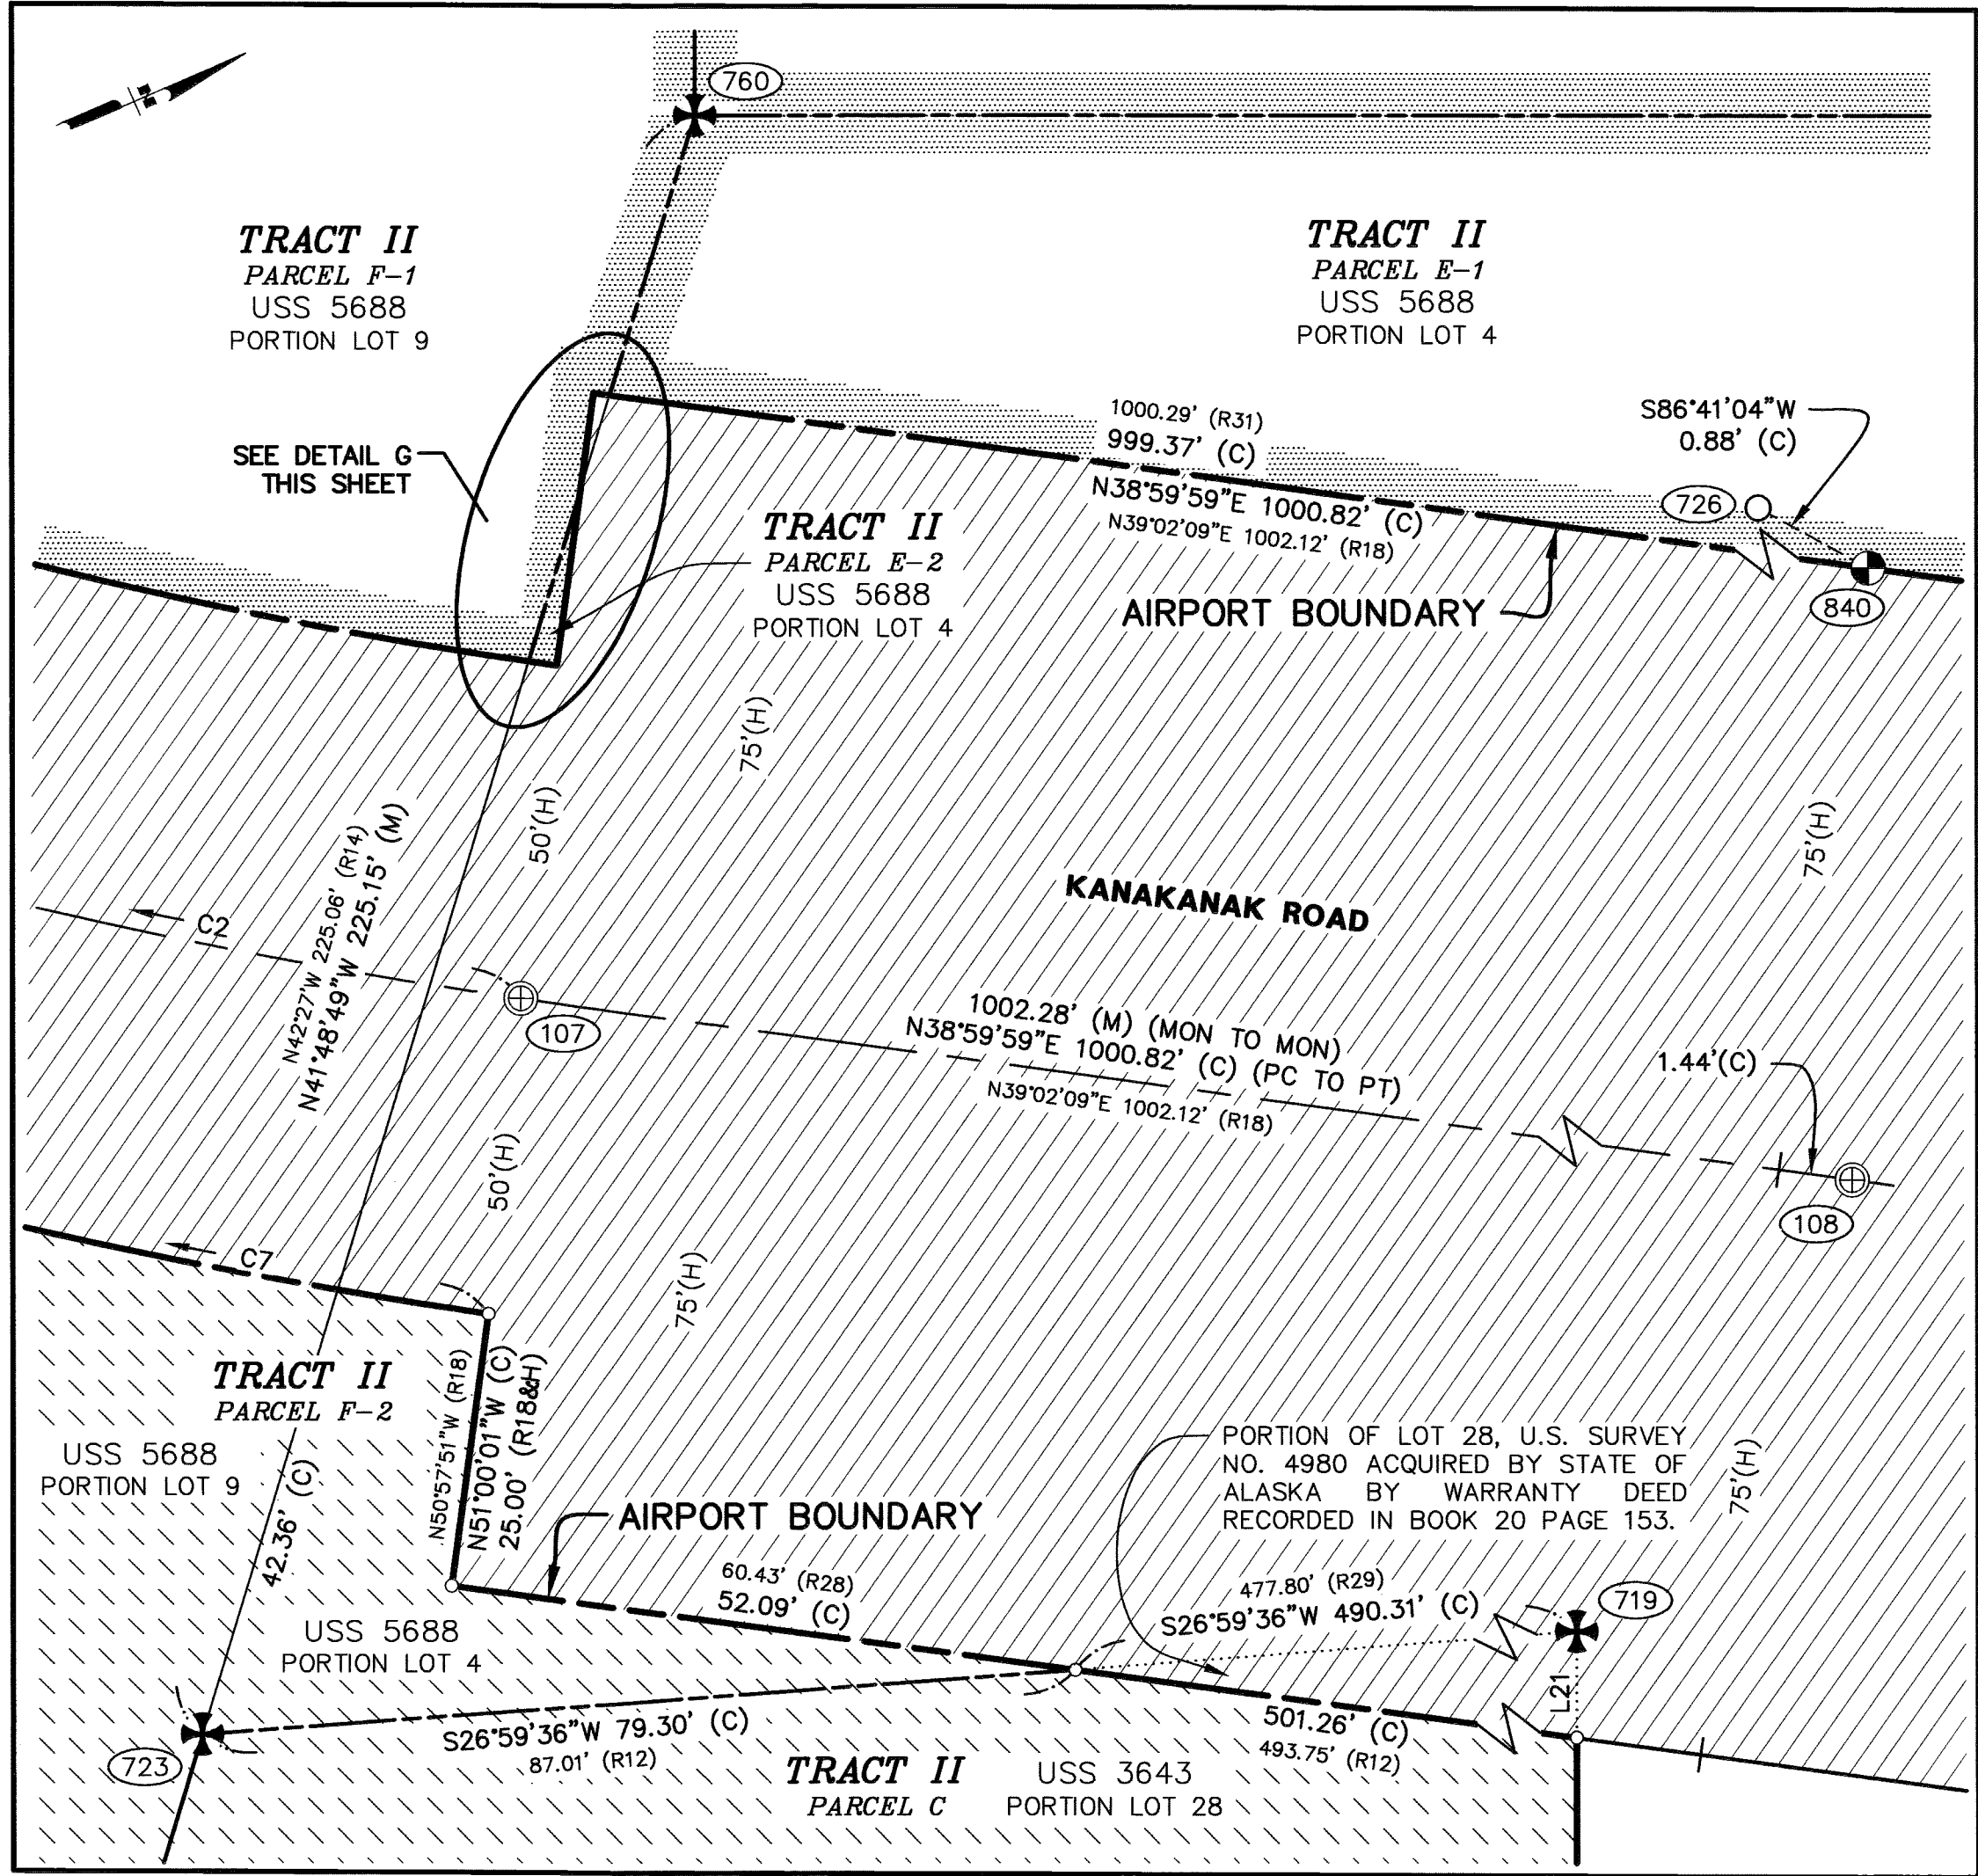 760
TRACT II
PARCEL F-1
USS 5688
PORTION LOT 9
TRACT II
PARCEL E-1
USS 5688
PORTION LOT 4
SEE DETAIL G
THIS SHEET
1000.29' (R31)
999.37' (C)
N38°59'59"E 1000.82' (C)
N39°02'09"E 1002.12' (R18)
S86°41'04"W
0.88' (C)
726
840
TRACT II
PARCEL E-2
USS 5688
PORTION LOT 4
AIRPORT BOUNDARY
75'(H)
50'(H)
75'(H)
N42°27'W 225.06' (R14)
N41°48'49"W 225.15' (M)
KANAKANAK ROAD
C2
107
1002.28' (M) (MON TO MON)
N38°59'59"E 1000.82' (C) (PC TO PT)
N39°02'09"E 1002.12' (R18)
1.44'(C)
108
50'(H)
75'(H)
C7
TRACT II
PARCEL F-2
USS 5688
PORTION LOT 9
N50°57'51"W (R18)
N51°00'01"W (C)
25.00' (R18&H)
42.36' (C)
PORTION OF LOT 28, U.S. SURVEY
NO. 4980 ACQUIRED BY STATE OF
ALASKA BY WARRANTY DEED
RECORDED IN BOOK 20 PAGE 153.
75'(H)
AIRPORT BOUNDARY
60.43' (R28)
52.09' (C)
477.80' (R29)
S26°59'36"W 490.31' (C)
719
L21
USS 5688
PORTION LOT 4
723
S26°59'36"W 79.30' (C)
87.01' (R12)
501.26' (C)
493.75' (R12)
TRACT II
PARCEL C
USS 3643
PORTION LOT 28